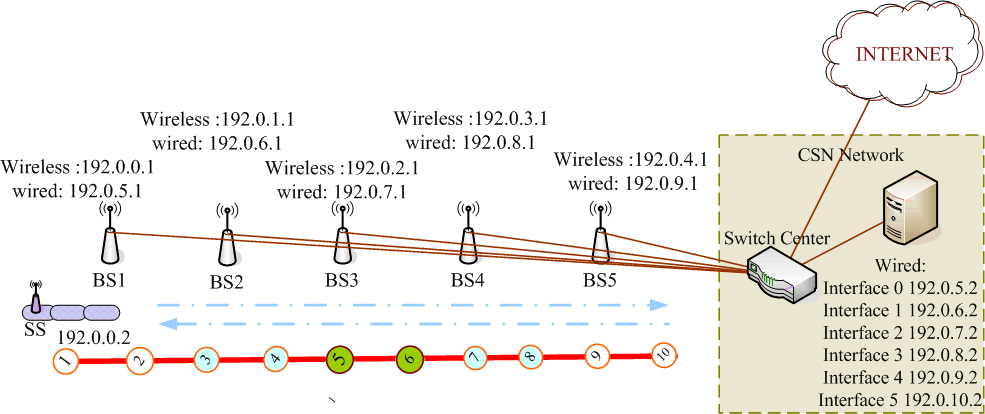 INTERNET
Wireless :192.0.1.1
wired: 192.0.6.1
Wireless :192.0.3.1
wired: 192.0.8.1
Wireless :192.0.0.1
wired: 192.0.5.1
Wireless :192.0.2.1
wired: 192.0.7.1
Wireless :192.0.4.1
wired: 192.0.9.1
CSN Network
Switch Center
BS1
BS2
BS3
BS4
BS5
Wired:
Interface 0 192.0.5.2
Interface 1 192.0.6.2
Interface 2 192.0.7.2
Interface 3 192.0.8.2
Interface 4 192.0.9.2
Interface 5 192.0.10.2
SS
192.0.0.2
1
2
3
4
5
6
7
8
9
10